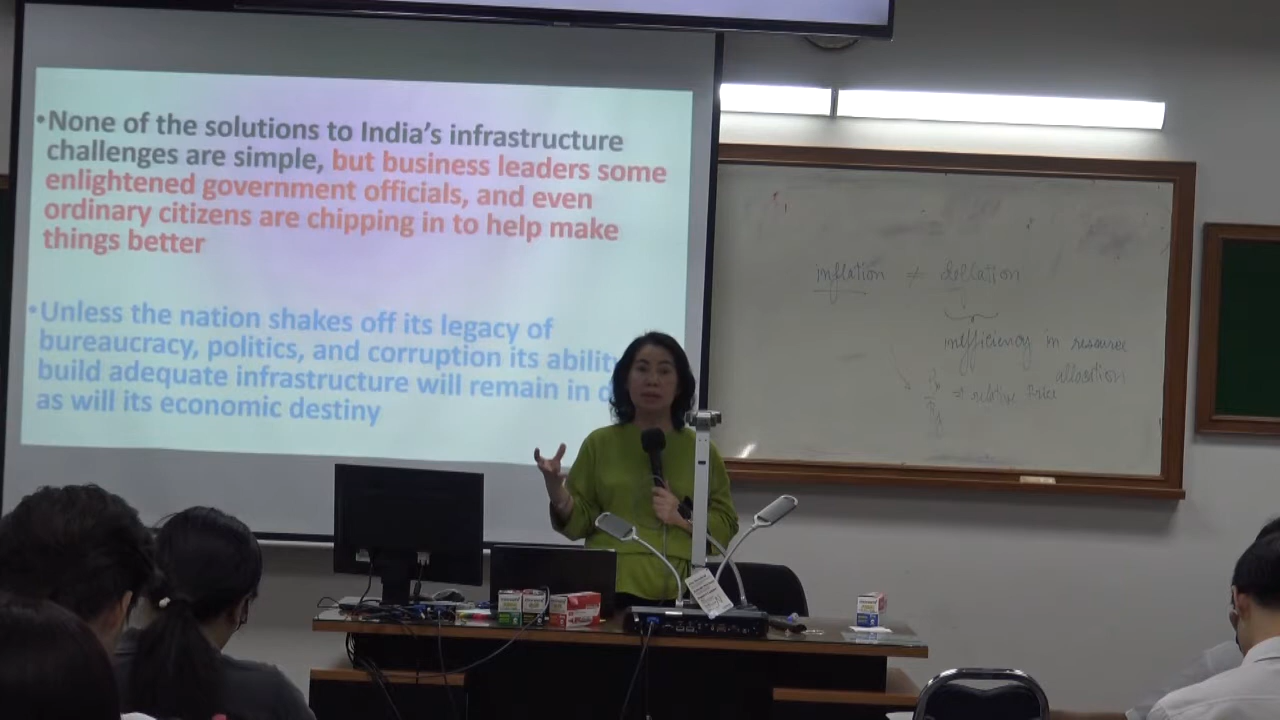 •None of the solutions to India's infrastructure
challenges are simple, but business leaders some
enlightened government officials, and even
ordinary citizens are chipping in to help make
things better
•Unless the nation shakes off its legacy of
bureaucracy, politics, and corruption its
build adequate infrastructure will remain in
as will its economic destiny
inflation ≠ deflation
inefficiency in resource
allocation
⇒ relative Price